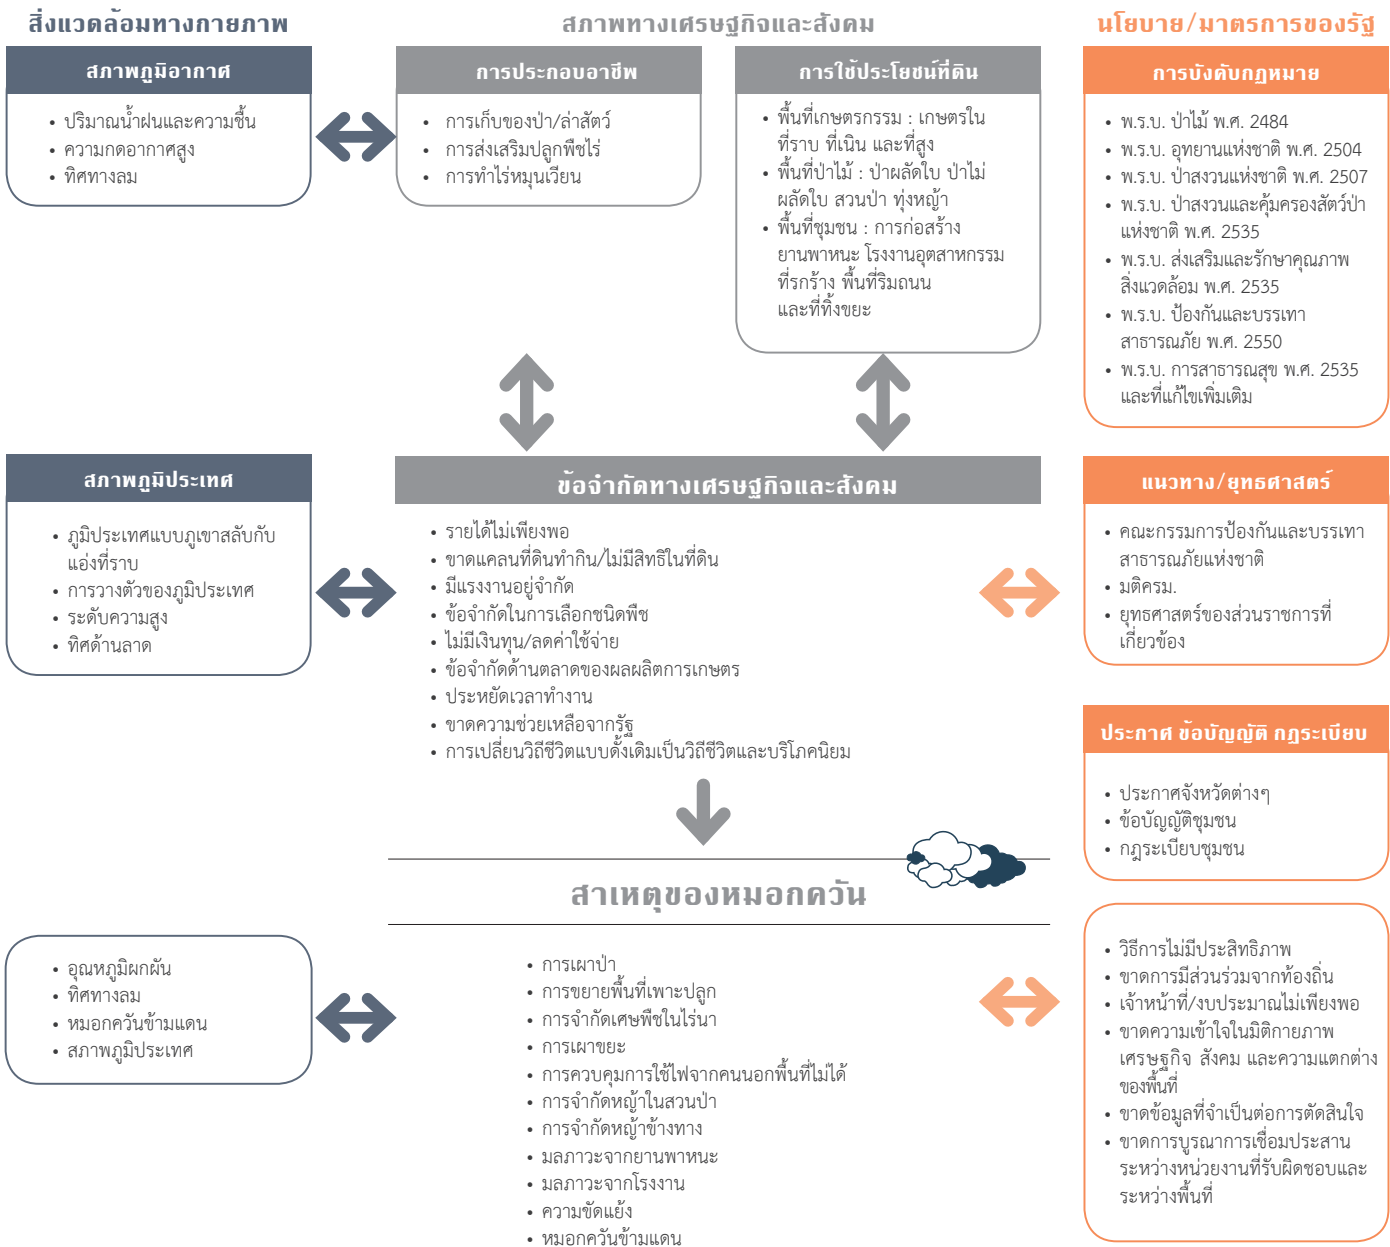 สิ่งแวดล้อมทางกายภาพ
สภาพทางเศรษฐกิจและสังคม
นโยบาย/มาตรการของรัฐ
สภาพภูมิอากาศ
• ปริมาณน้ำฝนและความชื้น
• ความกดอากาศสูง
• ทิศทางลม
การประกอบอาชีพ
• การเก็บของป่า/ล่าสัตว์
• การส่งเสริมปลูกพืชไร่
• การทำไร่หมุนเวียน
การใช้ประโยชน์ที่ดิน
• พื้นที่เกษตรกรรม : เกษตรใน
ที่ราบ ที่เนิน และที่สูง
• พื้นที่ป่าไม้ : ป่าผลัดใบ ป่าไม่
ผลัดใบ สวนป่า ทุ่งหญ้า
• พื้นที่ชุมชน : การก่อสร้าง
ยานพาหนะ โรงงานอุตสาหกรรม
ที่รกร้าง พื้นที่ริมถนน
และที่ทิ้งขยะ
การบังคับกฎหมาย
• พ.ร.บ. ป่าไม้ พ.ศ. 2484
• พ.ร.บ. อุทยานแห่งชาติ พ.ศ. 2504
• พ.ร.บ. ป่าสงวนแห่งชาติ พ.ศ. 2507
• พ.ร.บ. ป่าสงวนและคุ้มครองสัตว์ป่า
แห่งชาติ พ.ศ. 2535
• พ.ร.บ. ส่งเสริมและรักษาคุณภาพ
สิ่งแวดล้อม พ.ศ. 2535
• พ.ร.บ. ป้องกันและบรรเทา
สาธารณภัย พ.ศ. 2550
• พ.ร.บ. การสาธารณสุข พ.ศ. 2535
และที่แก้ไขเพิ่มเติม
สภาพภูมิประเทศ
• ภูมิประเทศแบบภูเขาสลับกับ
แอ่งที่ราบ
• การวางตัวของภูมิประเทศ
• ระดับความสูง
• ทิศด้านลาด
ข้อจำกัดทางเศรษฐกิจและสังคม
• รายได้ไม่เพียงพอ
• ขาดแคลนที่ดินทำกิน/ไม่มีสิทธิในที่ดิน
• มีแรงงานอยู่จำกัด
• ข้อจำกัดในการเลือกชนิดพืช
• ไม่มีเงินทุน/ลดค่าใช้จ่าย
• ข้อจำกัดด้านตลาดของผลผลิตการเกษตร
• ประหยัดเวลาทำงาน
• ขาดความช่วยเหลือจากรัฐ
• การเปลี่ยนวิถีชีวิตแบบดั้งเดิมเป็นวิถีชีวิตและบริโภคนิยม
แนวทาง/ยุทธศาสตร์
• คณะกรรมการป้องกันและบรรเทา
สาธารณภัยแห่งชาติ
• มติครม.
• ยุทธศาสตร์ของส่วนราชการที่
เกี่ยวข้อง
ประกาศ ข้อบัญญัติ กฎระเบียบ
• ประกาศจังหวัดต่างๆ
• ข้อบัญญัติชุมชน
• กฎระเบียบชุมชน
สาเหตุของหมอกควัน
• อุณหภูมิผกผัน
• ทิศทางลม
• หมอกควันข้ามแดน
• สภาพภูมิประเทศ
• การเผาป่า
• การขยายพื้นที่เพาะปลูก
• การจำกัดเศษพืชในไร่นา
• การเผาขยะ
• การควบคุมการใช้ไฟจากคนนอกพื้นที่ไม่ได้
• การจำกัดหญ้าในสวนป่า
• การจำกัดหญ้าข้างทาง
• มลภาวะจากยานพาหนะ
• มลภาวะจากโรงงาน
• ความขัดแย้ง
• หมอกควันข้ามแดน
• วิธีการไม่มีประสิทธิภาพ
• ขาดการมีส่วนร่วมจากท้องถิ่น
• เจ้าหน้าที่/งบประมาณไม่เพียงพอ
• ขาดความเข้าใจในมิติกายภาพ
เศรษฐกิจ สังคม และความแตกต่าง
ของพื้นที่
• ขาดข้อมูลที่จำเป็นต่อการตัดสินใจ
• ขาดการบูรณาการเชื่อมประสาน
ระหว่างหน่วยงานที่รับผิดชอบและ
ระหว่างพื้นที่